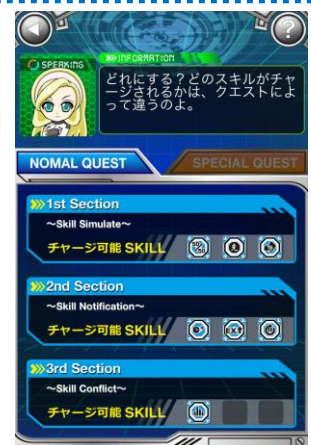 SPEAKING
INFORMATION
どれにする？どのスキルがチャ
ージされるかは、クエストによ
って違うのよ。
NOMAL QUEST
SPECIAL QUEST
1st Section
～Skill Simulate～
チャージ可能 SKILL
2nd Section
～Skill Notification～
チャージ可能 SKILL
EXT
3rd Section
～Skill Conflict～
チャージ可能 SKILL